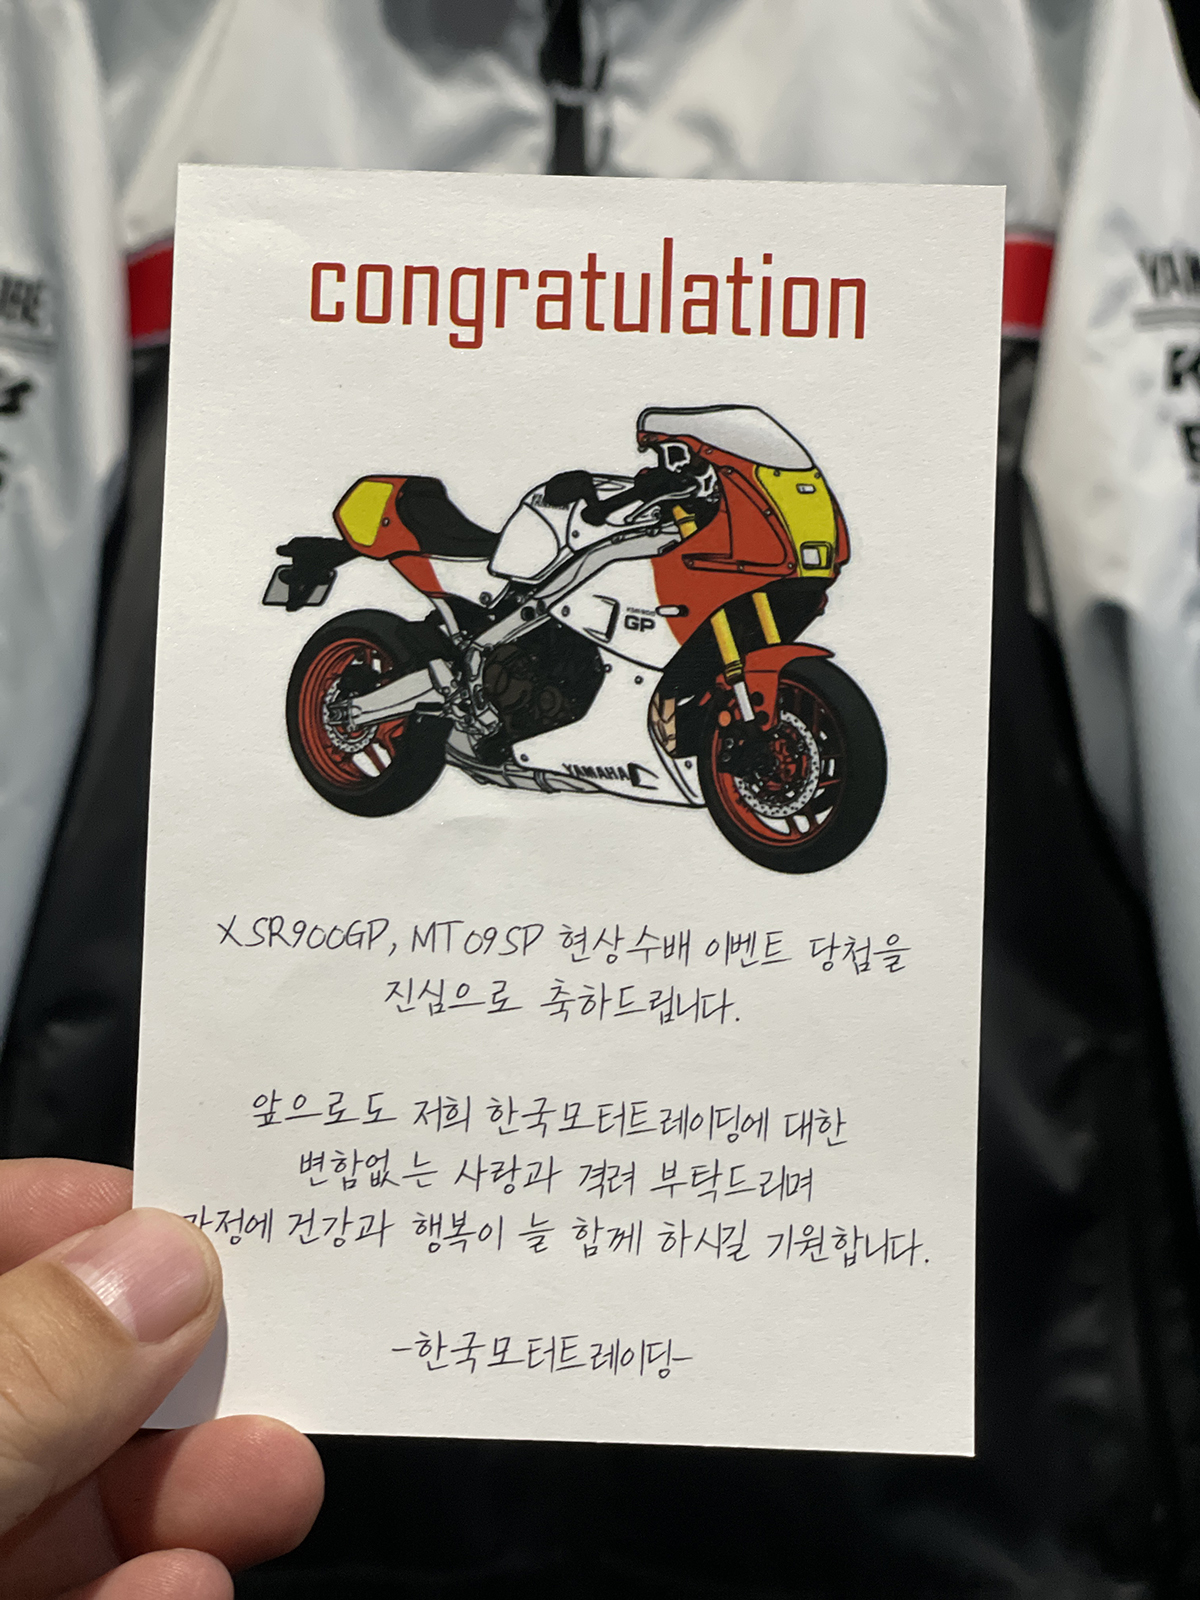 congratulation
YAMAHA
XSR900
GP
YAMAHA
XSR900GP, MT09SP 현상수배 이벤트 당첨을
진심으로 축하드립니다.
앞으로도 저희 한국모터트레이딩에 대한
변함없는 사랑과 격려 부탁드리며
가정에 건강과 행복이 늘 함께 하시길 기원합니다.
-한국모터트레이딩-